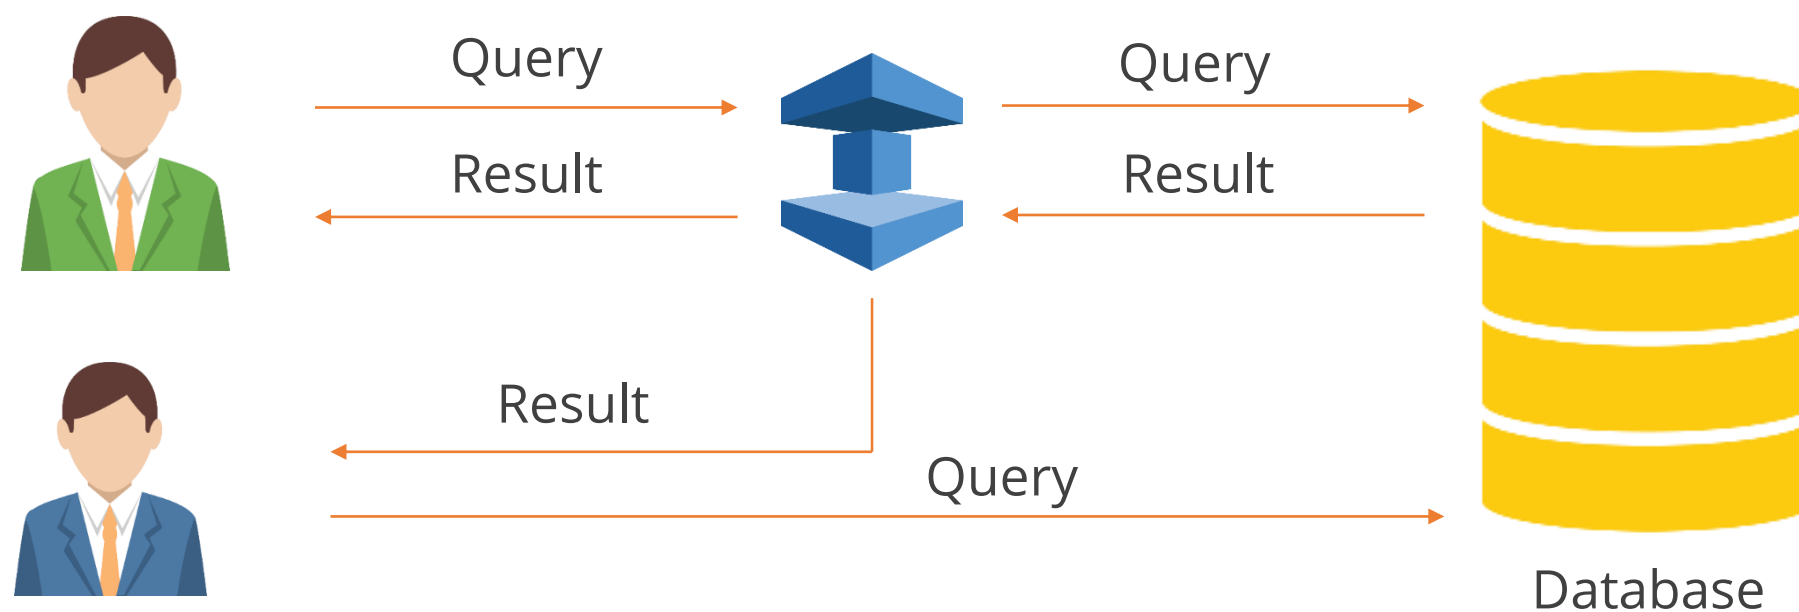 Query
Query
Result
Result
Result
Query
Database